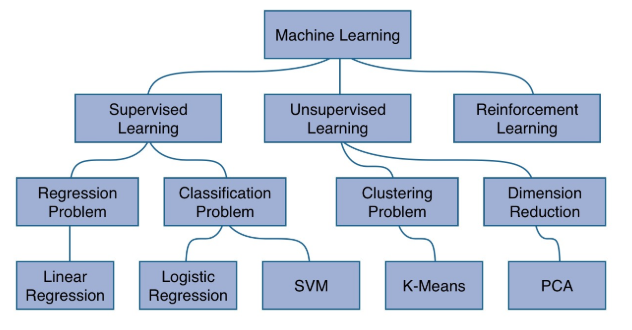 Machine Learning
Supervised
Learning
Unsupervised
Learning
Reinforcement
Learning
Regression
Problem
Classification
Problem
Clustering
Problem
Dimension
Reduction
Linear
Regression
Logistic
Regression
SVM
K-Means
PCA